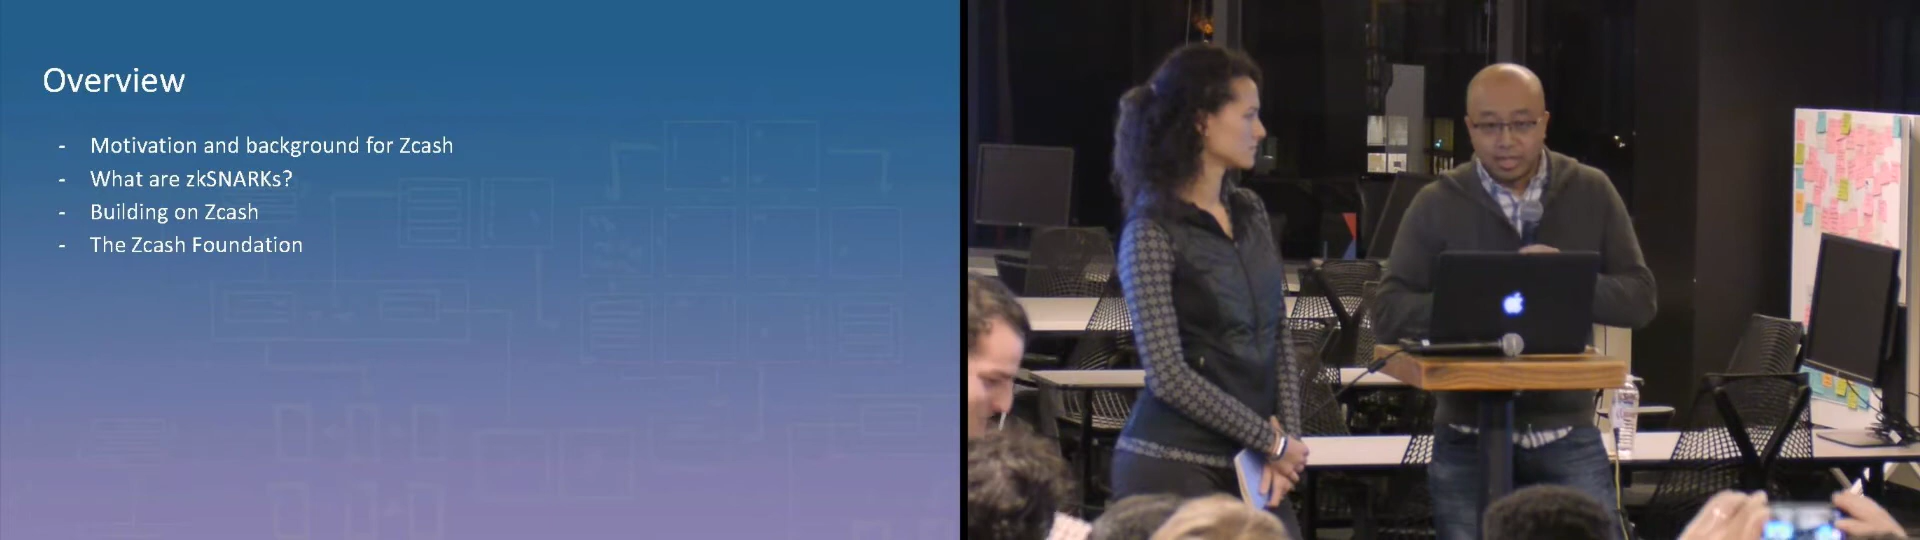 Overview
- Motivation and background for Zcash
- What are zkSNARKs?
- Building on Zcash
- The Zcash Foundation